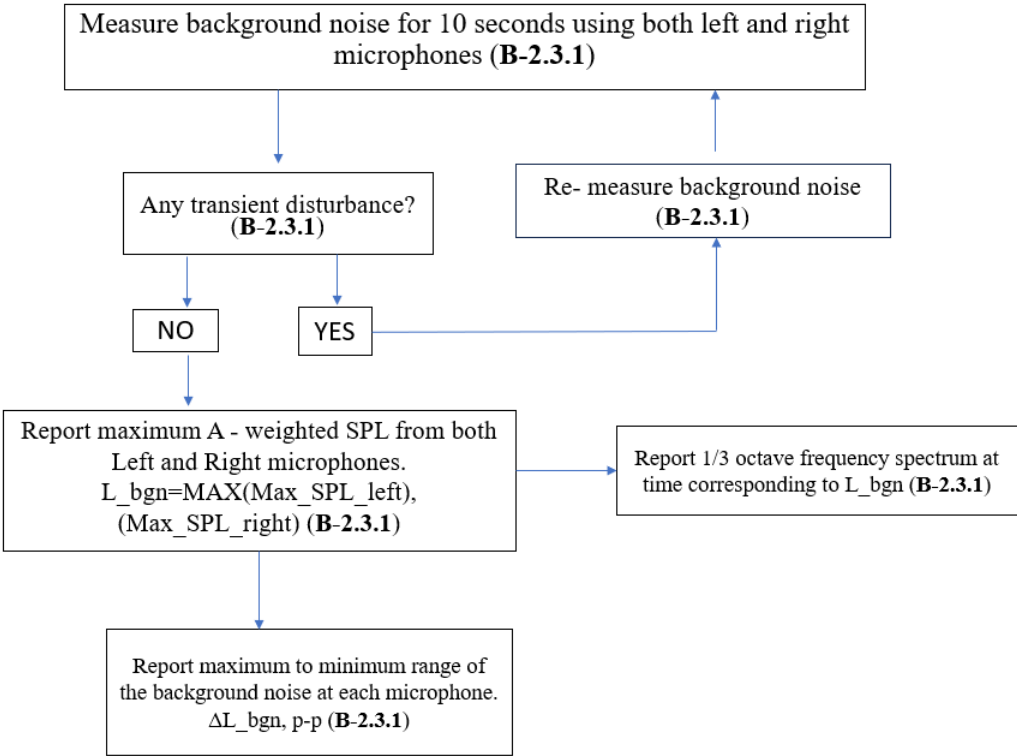 Measure background noise for 10 seconds using both left and right
microphones (B-2.3.1)
Any transient disturbance?
(B-2.3.1)
Re- measure background noise
(B-2.3.1)
NO
YES
Report maximum A - weighted SPL from both
Left and Right microphones.
L_bgn=MAX(Max_SPL_left),
(Max_SPL_right) (B-2.3.1)
Report 1/3 octave frequency spectrum at
time corresponding to L_bgn (B-2.3.1)
Report maximum to minimum range of
the background noise at each microphone.
ΔL_bgn, p-p (B-2.3.1)